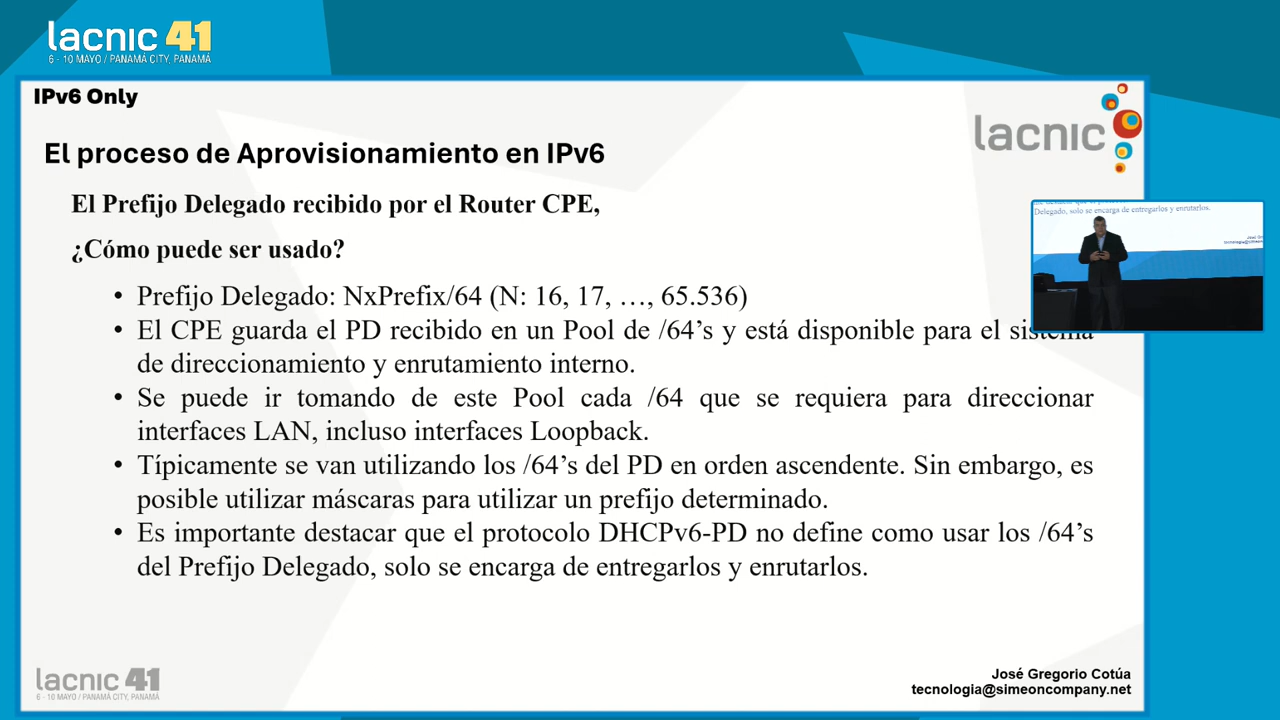 lacnic 41
6 - 10 MAYO / PANAMÁ CITY, PANAMÁ
IPv6 Only
lacnic
El proceso de Aprovisionamiento en IPv6
El Prefijo Delegado recibido por el Router CPE,
¿Cómo puede ser usado?
• Prefijo Delegado: NxPrefix/64 (N: 16, 17, …, 65.536)
• El CPE guarda el PD recibido en un Pool de /64’s y está disponible para el sistema
de direccionamiento y enrutamiento interno.
• Se puede ir tomando de este Pool cada /64 que se requiera para direccionar
interfaces LAN, incluso interfaces Loopback.
• Típicamente se van utilizando los /64’s del PD en orden ascendente. Sin embargo, es
posible utilizar máscaras para utilizar un prefijo determinado.
• Es importante destacar que el protocolo DHCPv6-PD no define como usar los /64’s
del Prefijo Delegado, solo se encarga de entregarlos y enrutarlos.
Delegado, solo se encarga de entregarlos y enrutarlos.
lacnic 41
6 - 10 MAYO / PANAMÁ CITY, PANAMÁ
José Gregorio Cotúa
tecnologia@simeoncompany.net